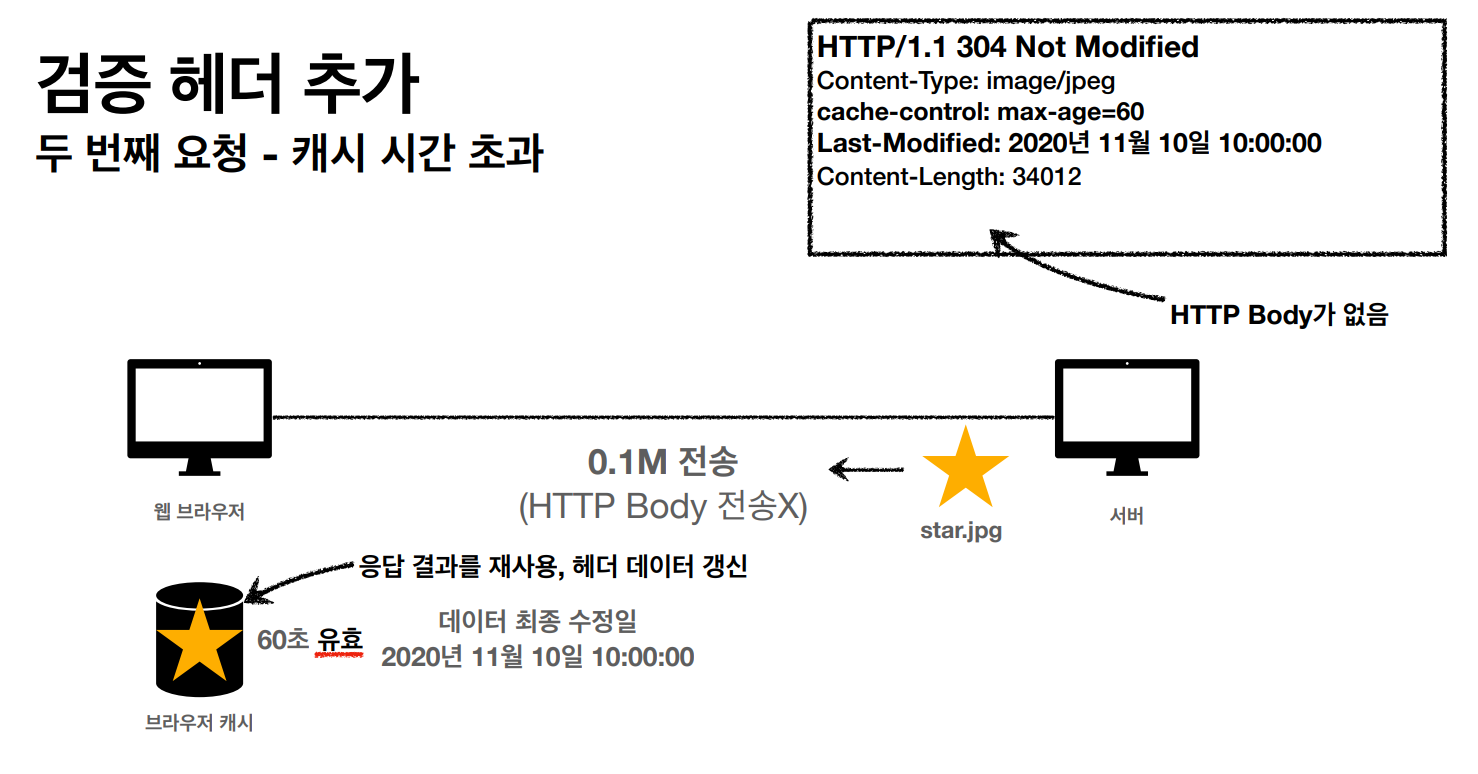 검증 헤더 추가
두 번째 요청 - 캐시 시간 초과
HTTP/1.1 304 Not Modified
Content-Type: image/jpeg
cache-control: max-age=60
Last-Modified: 2020년 11월 10일 10:00:00
Content-Length: 34012
HTTP Body가 없음
0.1M 전송
(HTTP Body 전송X)
star.jpg
웹 브라우저
서버
응답 결과를 재사용, 헤더 데이터 갱신
60초 유효
데이터 최종 수정일
2020년 11월 10일 10:00:00
브라우저 캐시